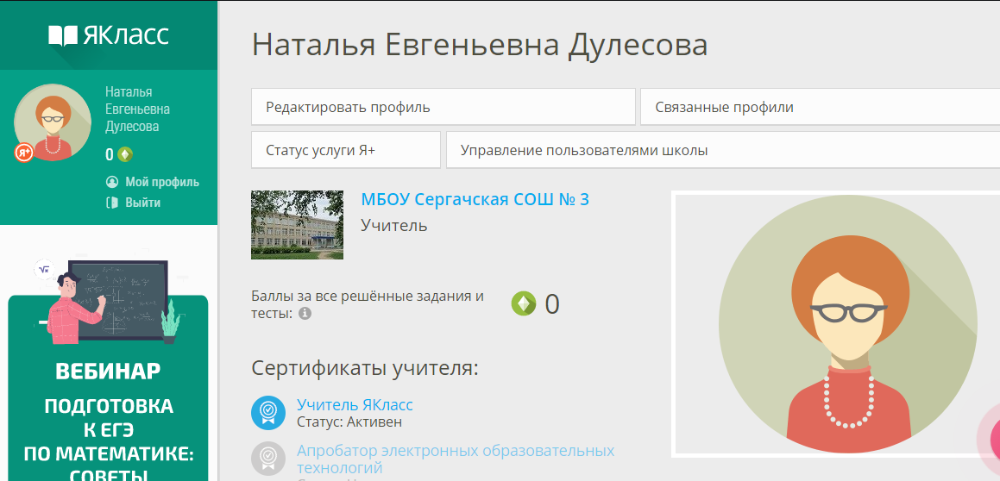 ЯКласс
Наталья
Евгеньевна
Дулесова
Я+
0
Мой профиль
Выйти
ВЕБИНАР
ПОДГОТОВКА
К ЕГЭ
ПО МАТЕМАТИКЕ:
СОВЕТЫ
Наталья Евгеньевна Дулесова
Редактировать профиль
Связанные профили
Статус услуги Я+
Управление пользователями школы
МБОУ Сергачская СОШ № 3
Учитель
Баллы за все решённые задания и
тесты:
0
Сертификаты учителя:
Учитель ЯКласс
Статус: Активен
Апробатор электронных образовательных
технологий